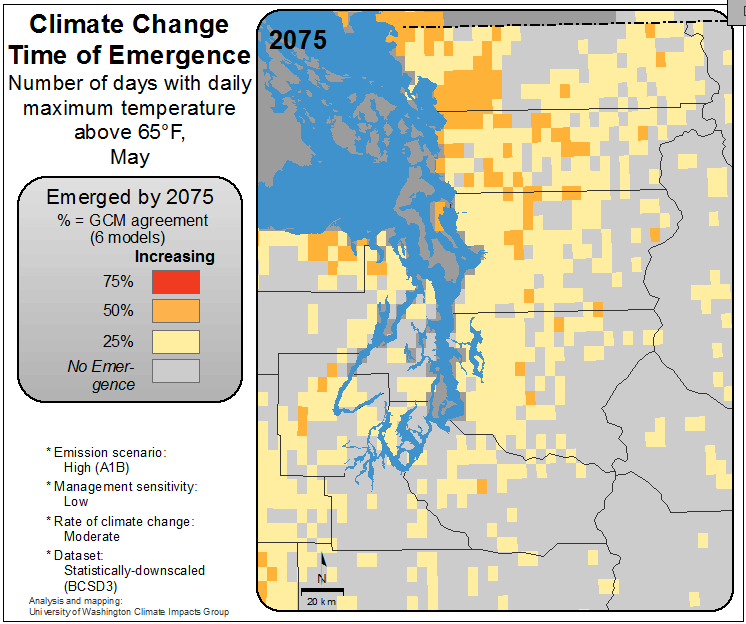 Climate Change
Time of Emergence
Number of days with daily
maximum temperature
above 65°F,
May
Emerged by 2075
% = GCM agreement
(6 models)
Increasing
75%
50%
25%
No Emer-
gence
* Emission scenario:
High (A1B)
* Management sensitivity:
Low
* Rate of climate change:
Moderate
* Dataset:
Statistically-downscaled
(BCSD3)
Analysis and mapping:
University of Washington Climate Impacts Group
2075
N
20 km